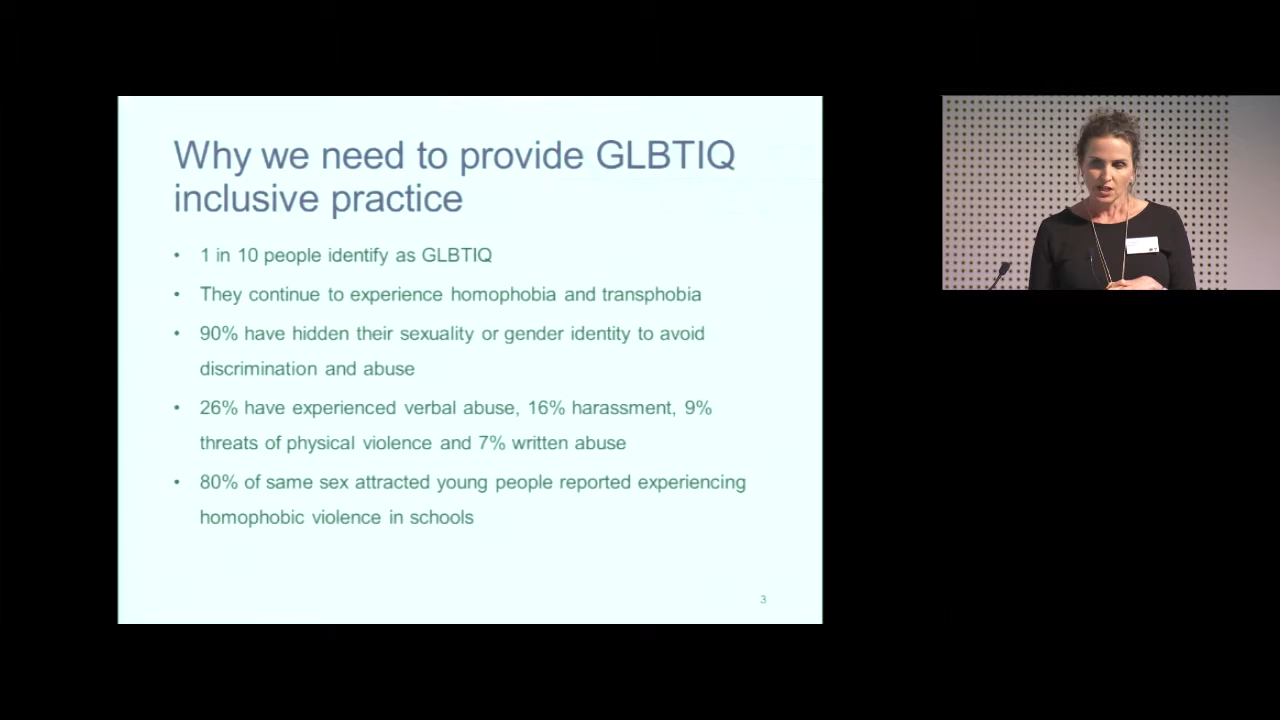 Why we need to provide GLBTIQ
inclusive practice
• 1 in 10 people identify as GLBTIQ
• They continue to experience homophobia and transphobia
• 90% have hidden their sexuality or gender identity to avoid
discrimination and abuse
• 26% have experienced verbal abuse, 16% harassment, 9%
threats of physical violence and 7% written abuse
• 80% of same sex attracted young people reported experiencing
homophobic violence in schools
3